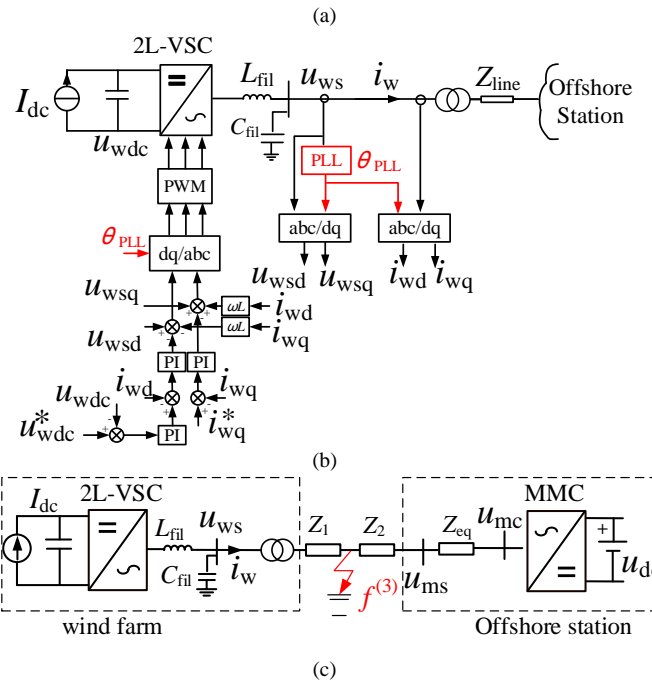 (a)
2L-VSC
I_dc
u_wdc
L_fil
C_fil
u_ws
i_w
Z_line
Offshore
Station
PLL
θ_PLL
PWM
abc/dq
abc/dq
θ_PLL
dq/abc
u_wsd
u_wsq
i_wd
i_wq
u_wsq
+
+
ωL
i_wd
u_wsd
+
-
-
ωL
i_wq
PI
PI
i_wd
-
+
i_wq
-
+
u_wdc
-
u*_wdc
+
PI
i*_wq
(b)
2L-VSC
I_dc
L_fil
C_fil
u_ws
i_w
Z_1
Z_2
f^(3)
u_ms
Z_eq
u_mc
MMC
+
u_d
wind farm
Offshore station
(c)